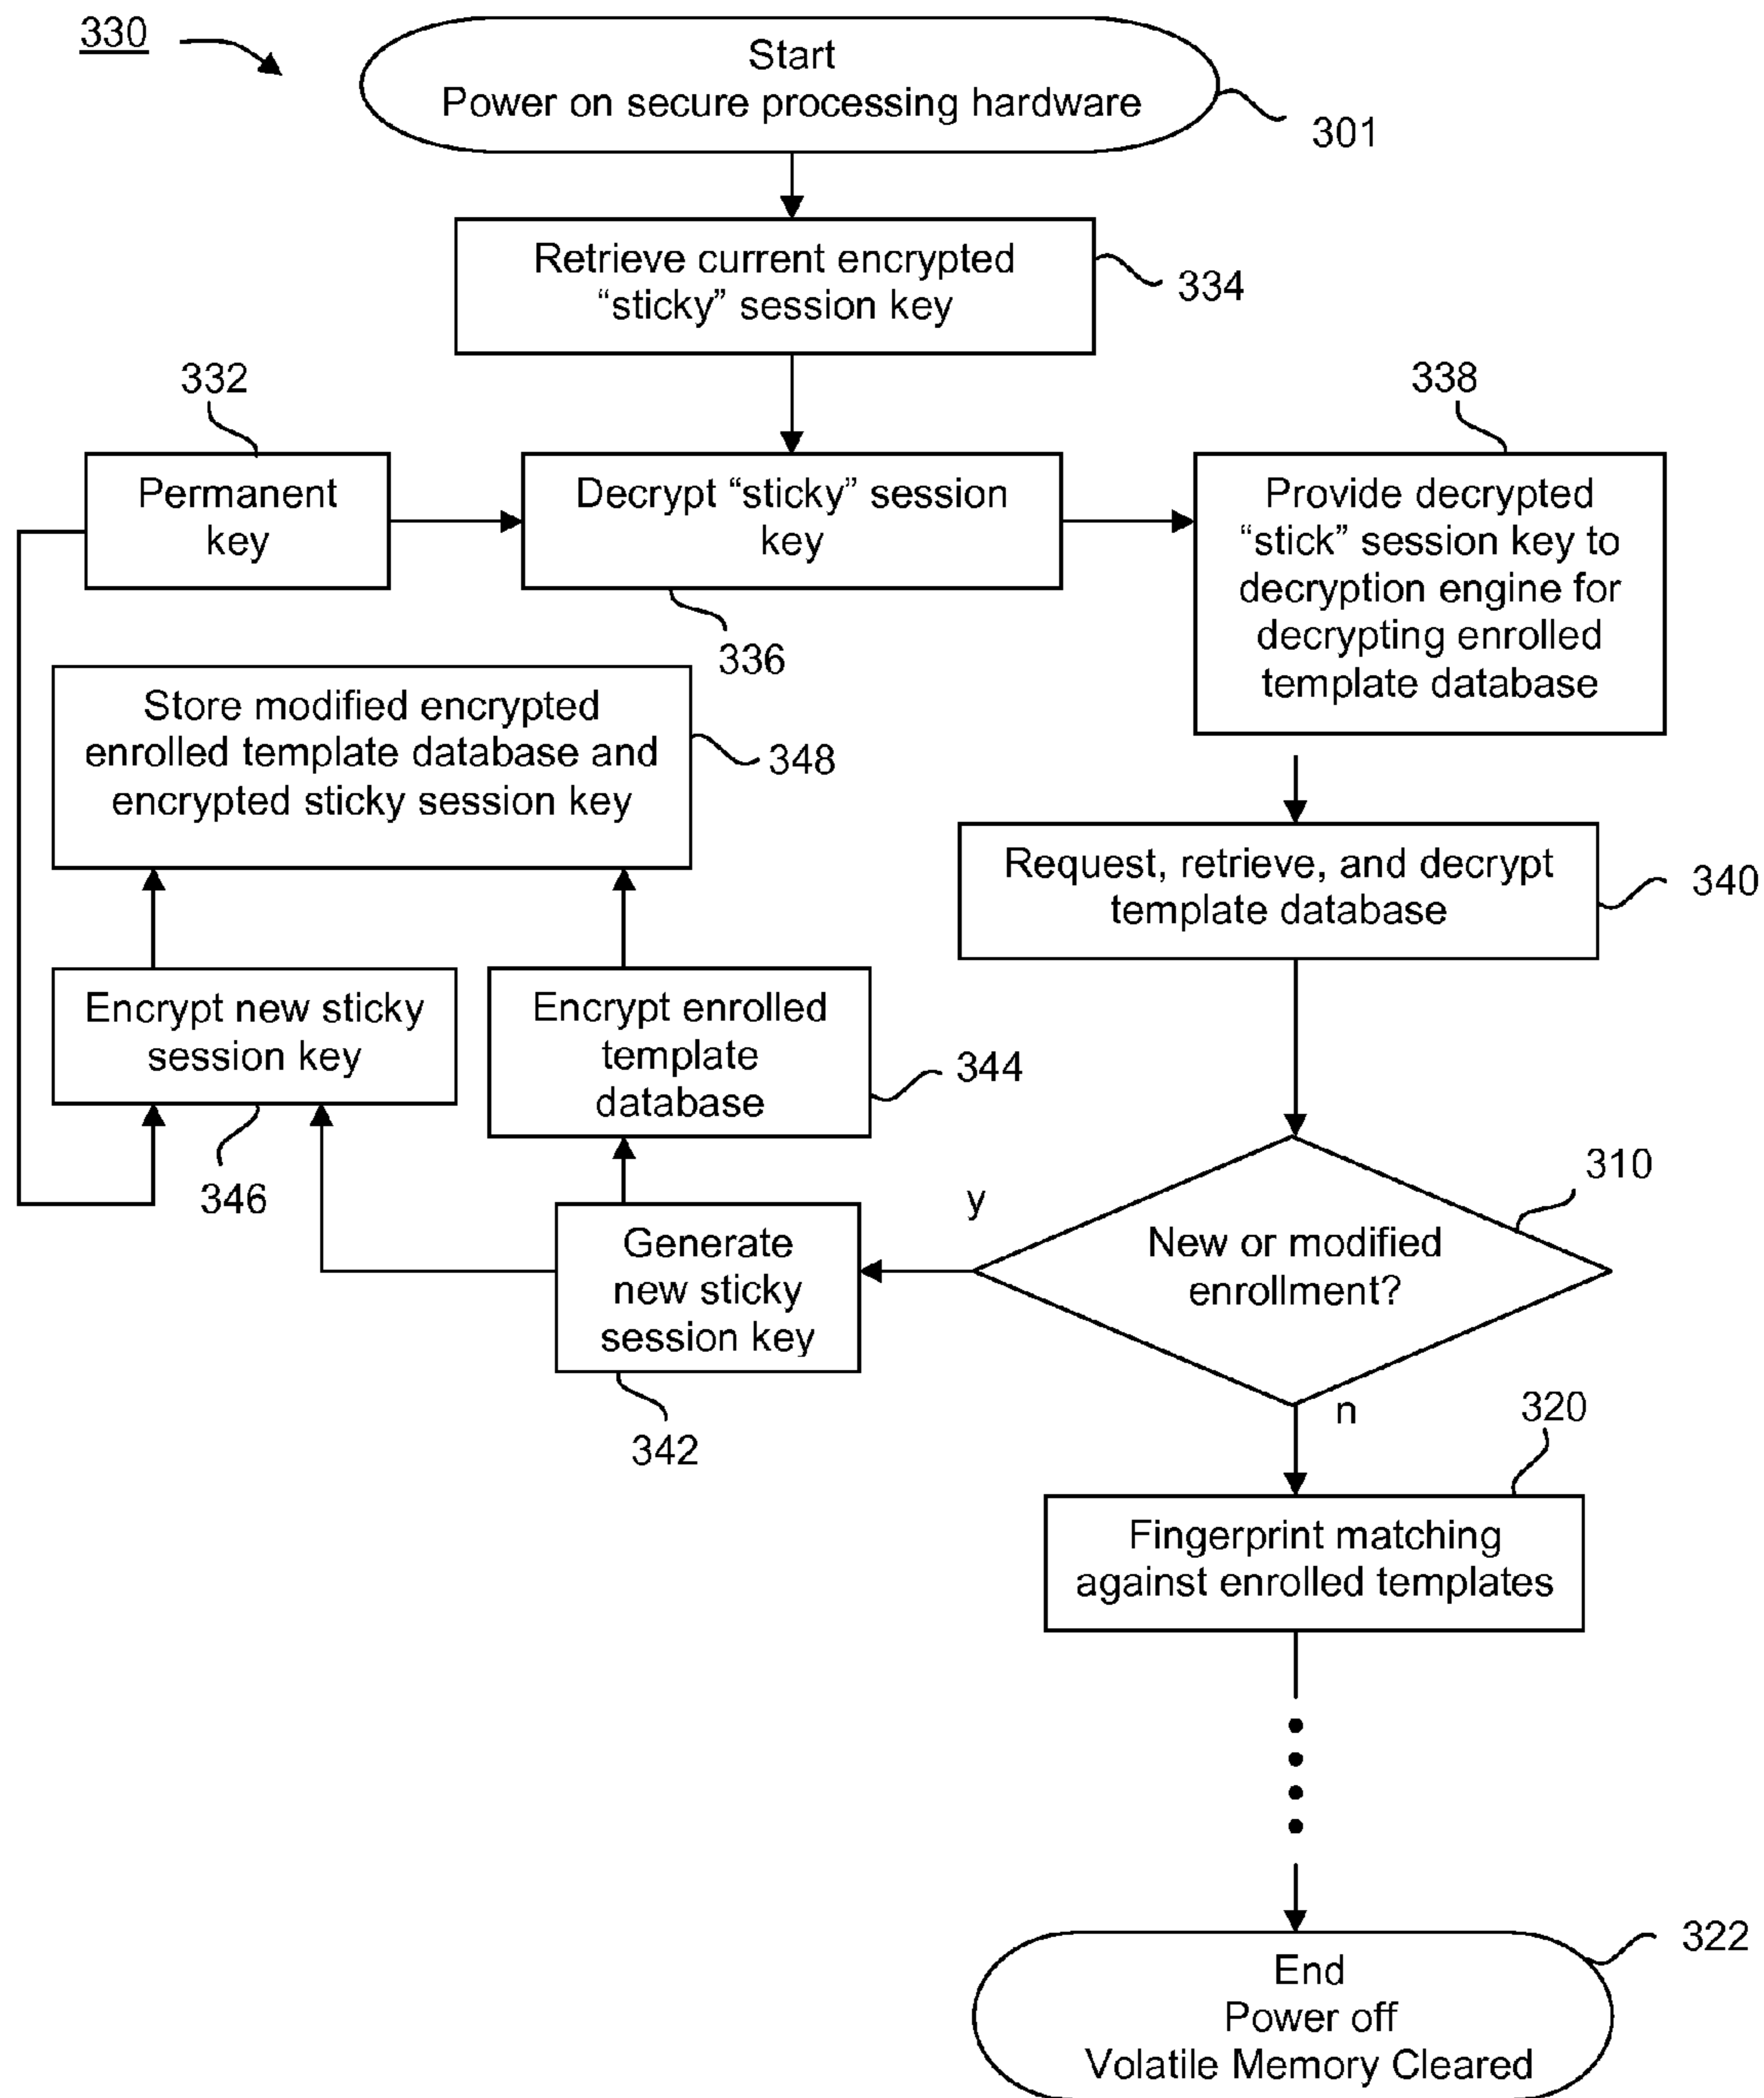 330
Start
Power on secure processing hardware
301
Retrieve current encrypted
“sticky” session key
334
332
Permanent
key
Decrypt “sticky” session
key
336
338
Provide decrypted
“stick” session key to
decryption engine for
decrypting enrolled
template database
Store modified encrypted
enrolled template database and
encrypted sticky session key
348
Request, retrieve, and decrypt
template database
340
Encrypt new sticky
session key
346
Encrypt enrolled
template
database
344
310
New or modified
enrollment?
y
Generate
new sticky
session key
342
n
320
Fingerprint matching
against enrolled templates
322
End
Power off
Volatile Memory Cleared